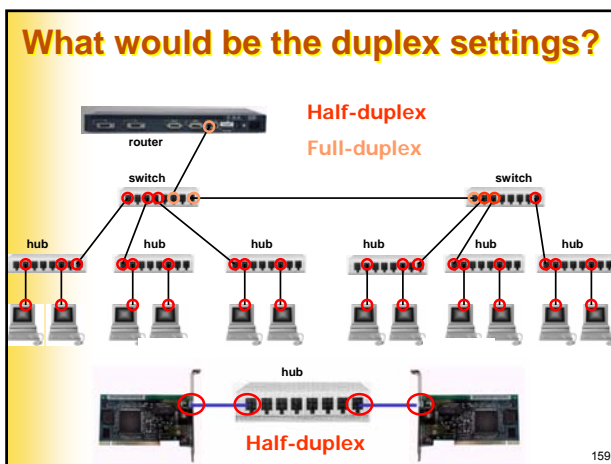 What would be the duplex settings?
Half-duplex
router
Full-duplex
switch
switch
hub
hub
hub
hub
hub
hub
hub
Half-duplex
159